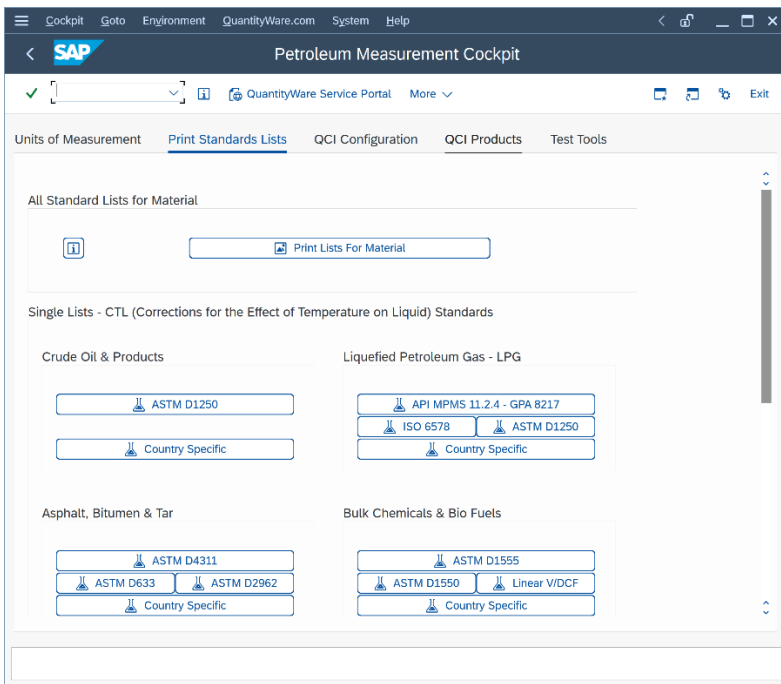 Cockpit Goto Environment QuantityWare.com System Help
SAP Petroleum Measurement Cockpit
QuantityWare Service Portal More Exit
Units of Measurement Print Standards Lists QCI Configuration QCI Products Test Tools
All Standard Lists for Material
Print Lists For Material
Single Lists - CTL (Corrections for the Effect of Temperature on Liquid) Standards
Crude Oil & Products Liquefied Petroleum Gas - LPG
ASTM D1250 API MPMS 11.2.4 - GPA 8217
ISO 6578 ASTM D1250
Country Specific Country Specific
Asphalt, Bitumen & Tar Bulk Chemicals & Bio Fuels
ASTM D4311 ASTM D1555
ASTM D633 ASTM D2962 ASTM D1550 Linear V/DCF
Country Specific Country Specific